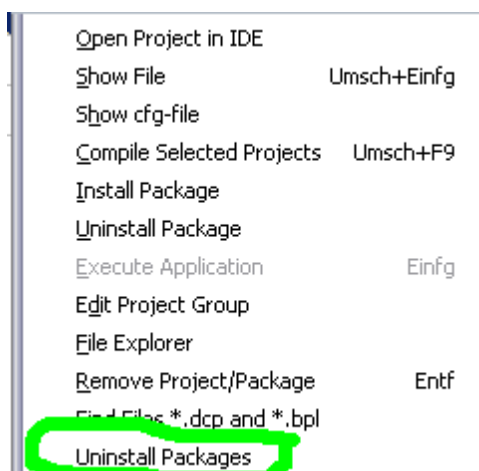 Open Project in IDE
Show File Umsch+Einfg
Show cfg-file
Compile Selected Projects Umsch+F9
Install Package
Uninstall Package
Execute Application Einfg
Edit Project Group
File Explorer
Remove Project/Package Entf
Find Files *.dcp and *.bpl
Uninstall Packages